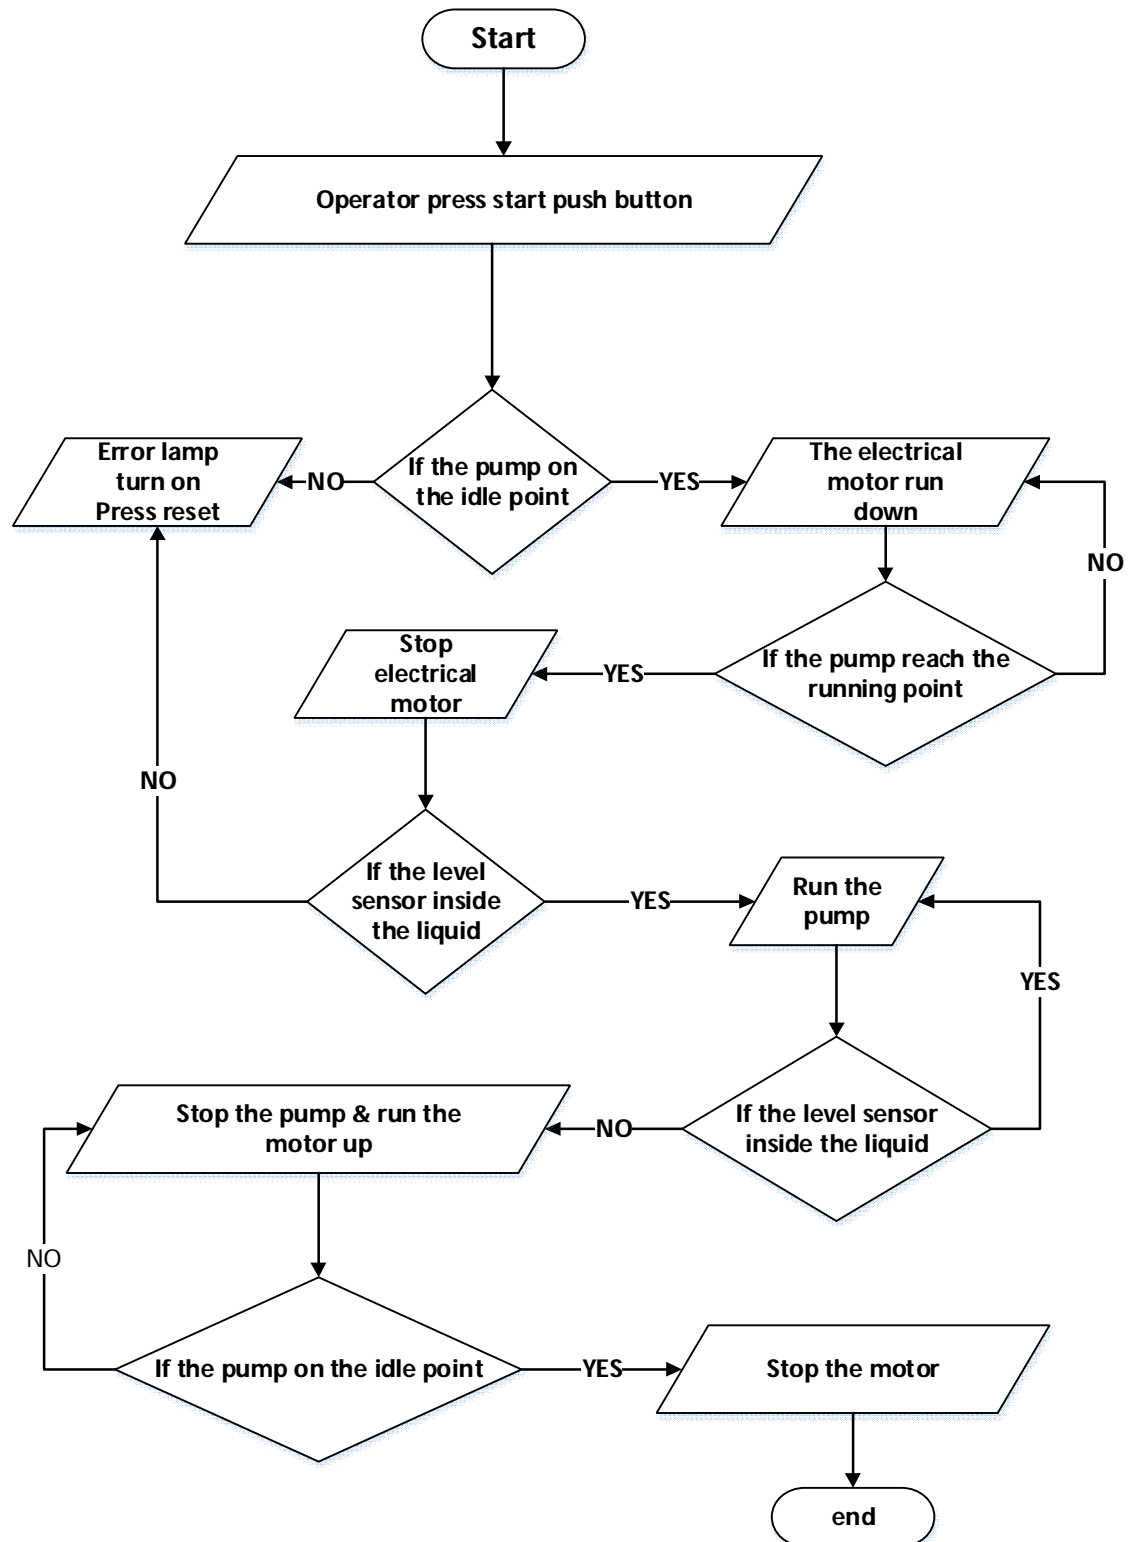 Start
Operator press start push button
Error lamp
turn on
Press reset
NO
If the pump on
the idle point
YES
The electrical
motor run
down
NO
Stop
electrical
motor
YES
If the pump reach the
running point
NO
If the level
sensor inside
the liquid
YES
Run the
pump
YES
Stop the pump & run the
motor up
NO
If the level sensor
inside the liquid
NO
If the pump on the idle point
YES
Stop the motor
end